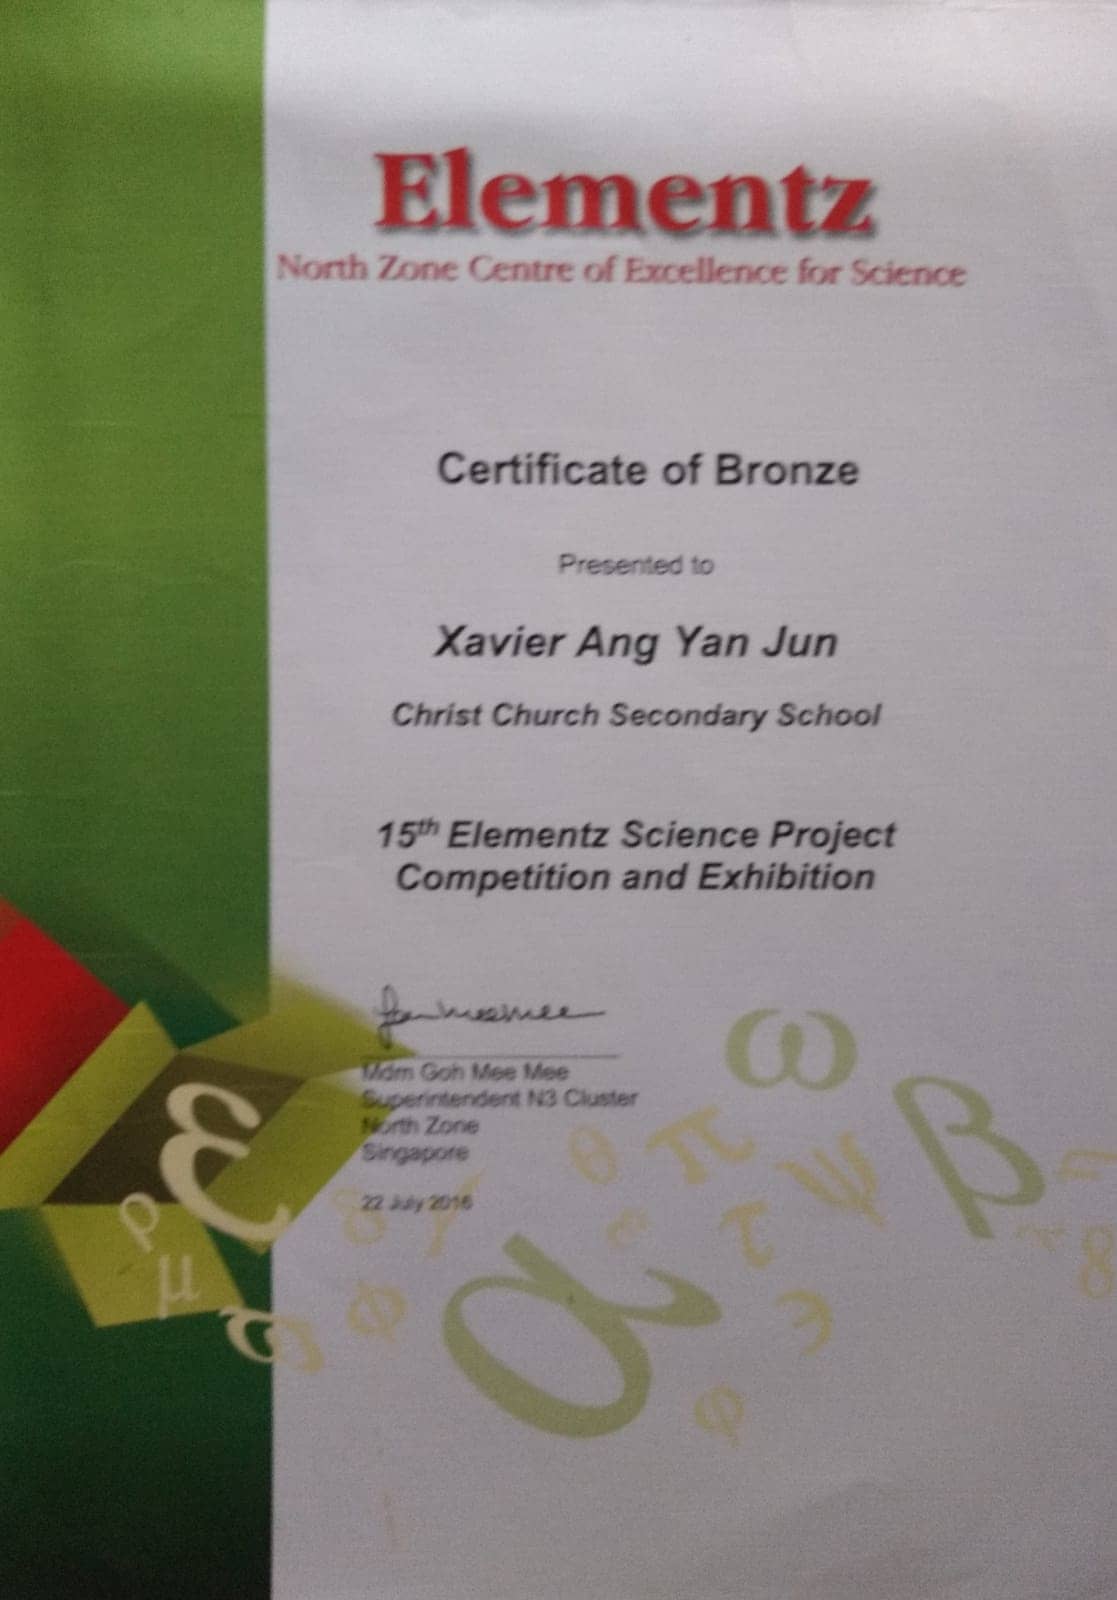 Elementz
North Zone Centre of Excellence for Science
Certificate of Bronze
Presented to
Xavier Ang Yan Jun
Christ Church Secondary School
15th Elementz Science Project
Competition and Exhibition
Mdm Goh Mee Mee
Superintendent N3 Cluster
North Zone
Singapore
22 July 2016
ω
β
θ
π
ψ
ε
ρ
μ
τ
α
φ
φ